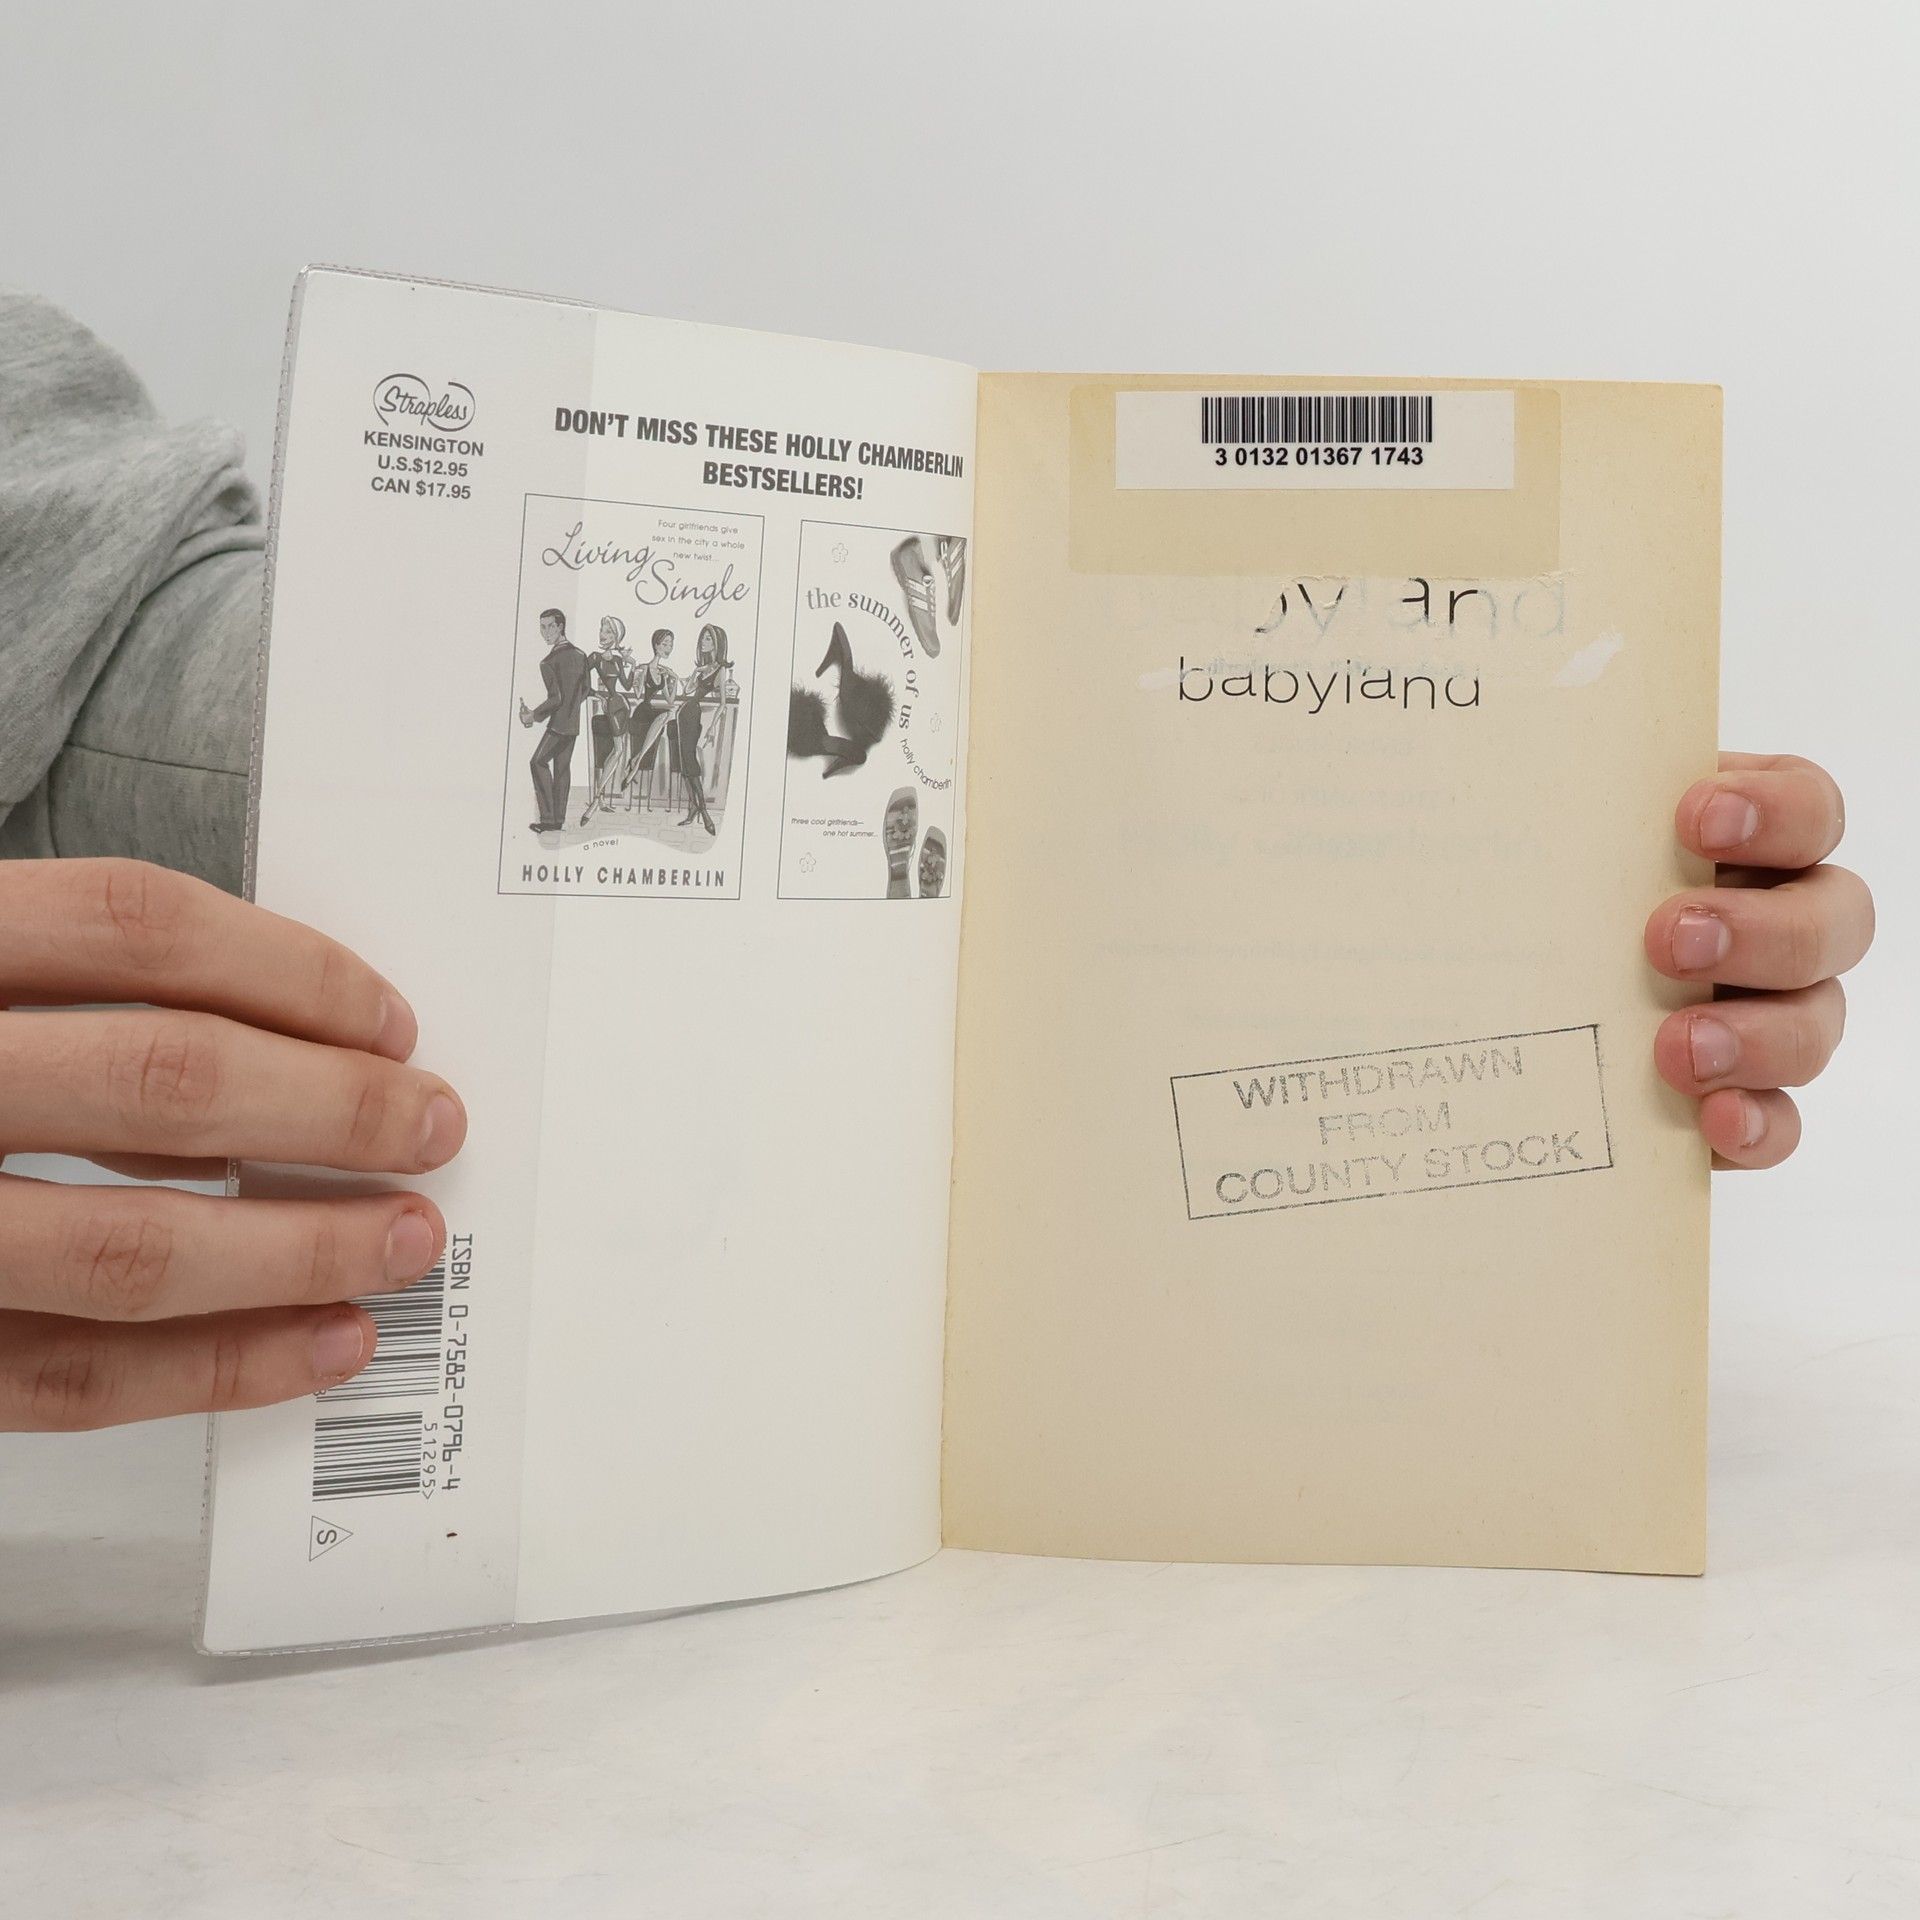 Strapless
KENSINGTON
U.S.$12.95
CAN $17.95
DON'T MISS THESE HOLLY CHAMBERLIN
BESTSELLERS!
Four girlfriends give
sex in the city a whole
new twist...
Living
Single
a novel
HOLLY CHAMBERLIN
the summer of us
holly chamberlin
three cool girlfriends—
one hot summer...
ISBN 0-7582-0796-4
51295>
S
3 0132 01367 1743
babyland
WITHDRAWN
FROM
COUNTY STOCK